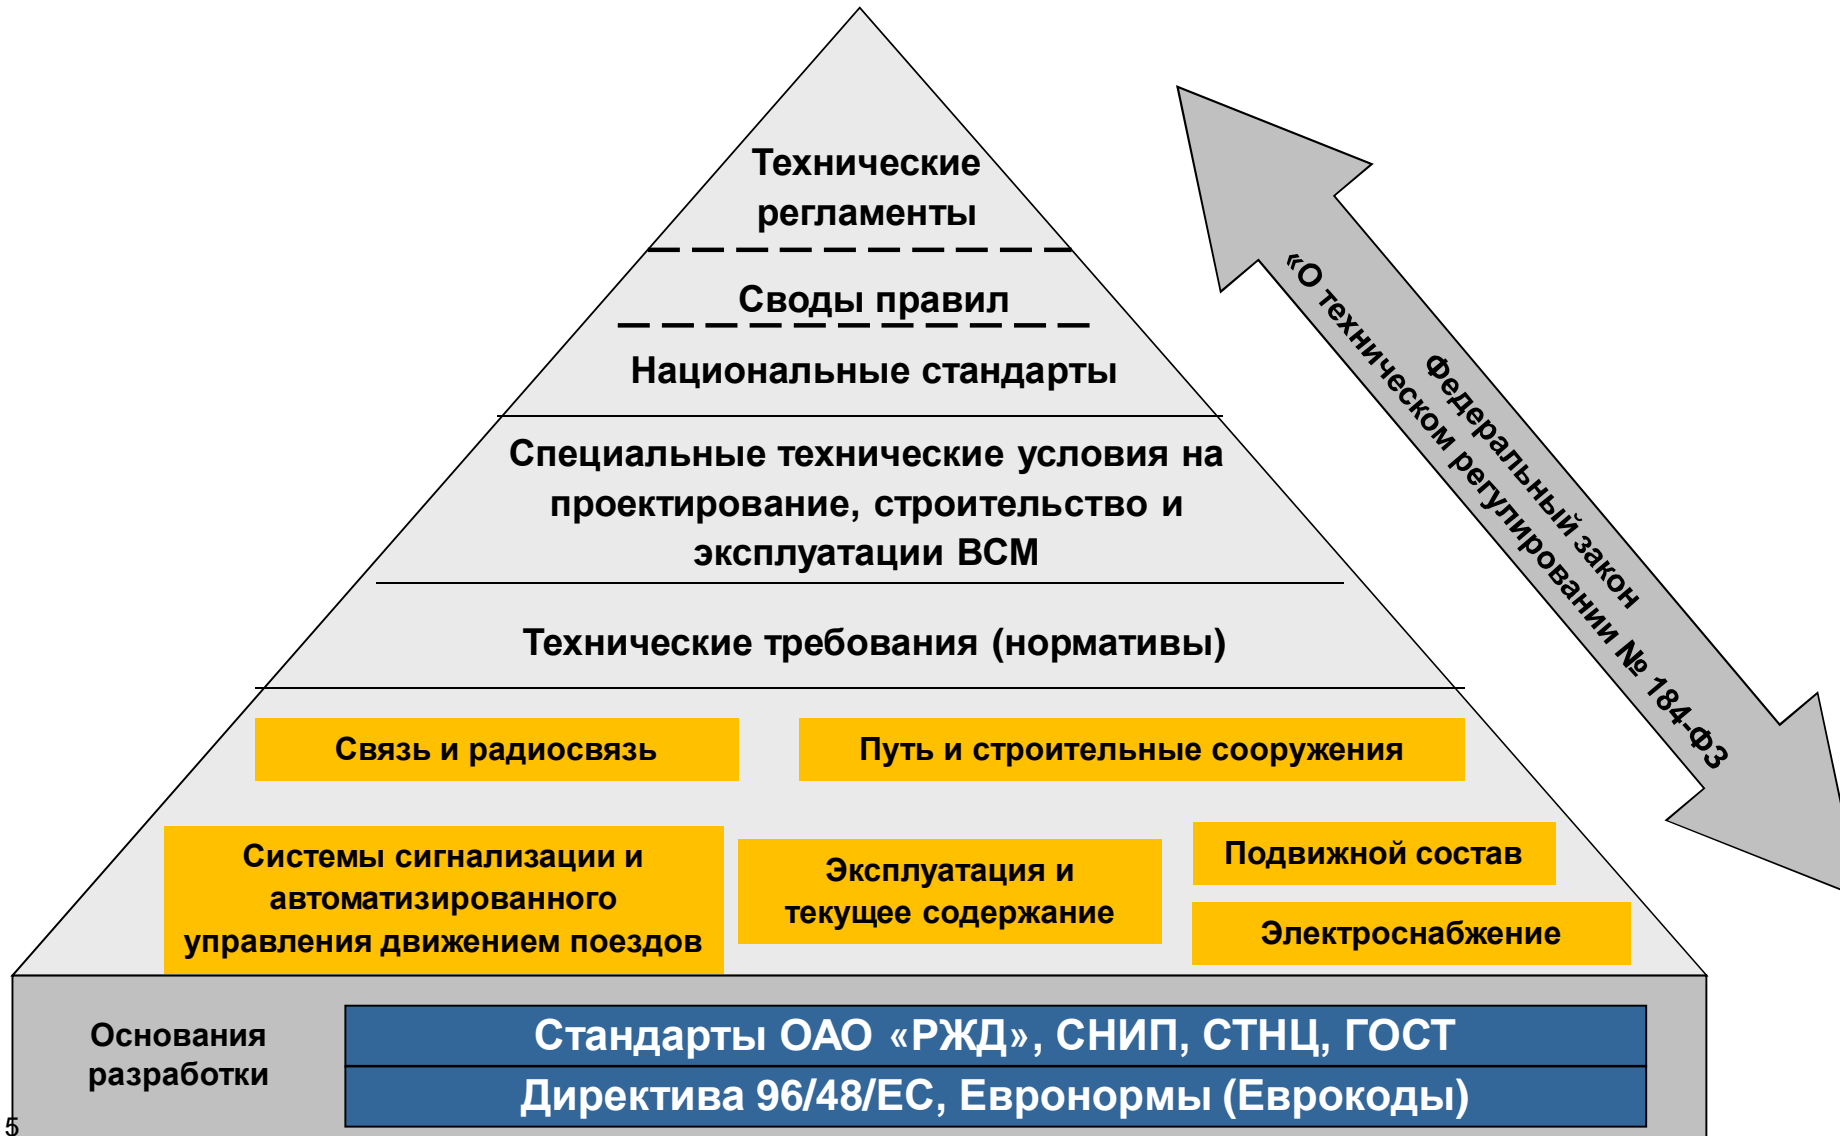 Технические
регламенты
Своды правил
Национальные стандарты
Специальные технические условия на
проектирование, строительство и
эксплуатации ВСМ
Технические требования (нормативы)
Федеральный закон
«О техническом регулировании № 184-ФЗ
Связь и радиосвязь
Путь и строительные сооружения
Системы сигнализации и
автоматизированного
управления движением поездов
Эксплуатация и
текущее содержание
Подвижной состав
Электроснабжение
Основания
разработки
Стандарты ОАО «РЖД», СНИП, СТНЦ, ГОСТ
Директива 96/48/ЕС, Евронормы (Еврокоды)
5